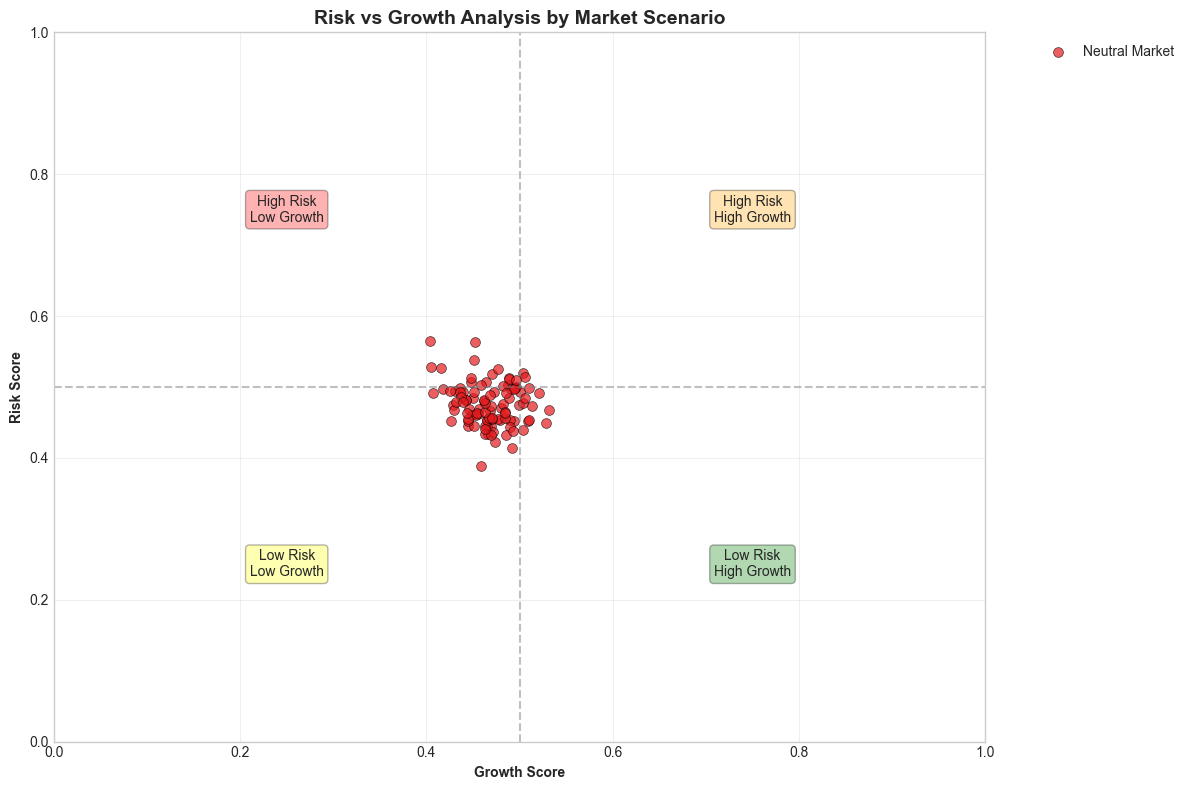 Risk vs Growth Analysis by Market Scenario
Neutral Market
1.0
0.8
0.6
0.4
0.2
0.0
Risk Score
High Risk
Low Growth
High Risk
High Growth
Low Risk
Low Growth
Low Risk
High Growth
0.0
0.2
0.4
0.6
0.8
1.0
Growth Score